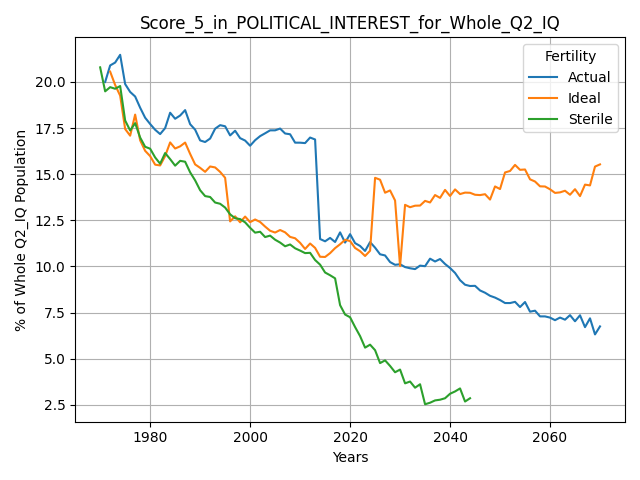 Score_5_in_POLITICAL_INTEREST_for_Whole_Q2_IQ
% of Whole Q2_IQ Population
20.0
17.5
15.0
12.5
10.0
7.5
5.0
2.5
Fertility
Actual
Ideal
Sterile
1980
2000
2020
2040
2060
Years